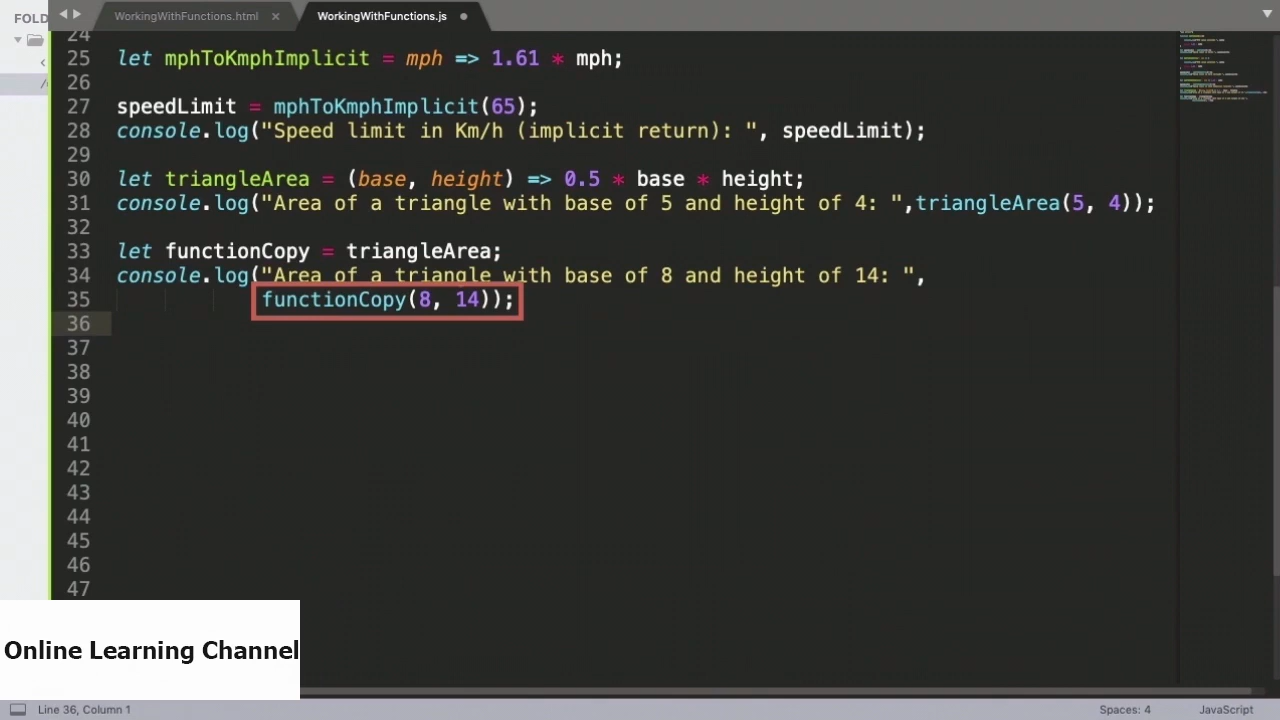 FOLD
WorkingWithFunctions.html
WorkingWithFunctions.js
24
25 let mphToKmphImplicit = mph => 1.61 * mph;
26
27 speedLimit = mphToKmphImplicit(65);
28 console.log("Speed limit in Km/h (implicit return): ", speedLimit);
29
30 let triangleArea = (base, height) => 0.5 * base * height;
31 console.log("Area of a triangle with base of 5 and height of 4: ",triangleArea(5, 4));
32
33 let functionCopy = triangleArea;
34 console.log("Area of a triangle with base of 8 and height of 14: ",
35 functionCopy(8, 14));
36
37
38
39
40
41
42
43
44
45
46
47
Online Learning Channel
Line 36, Column 1
Spaces: 4
JavaScript